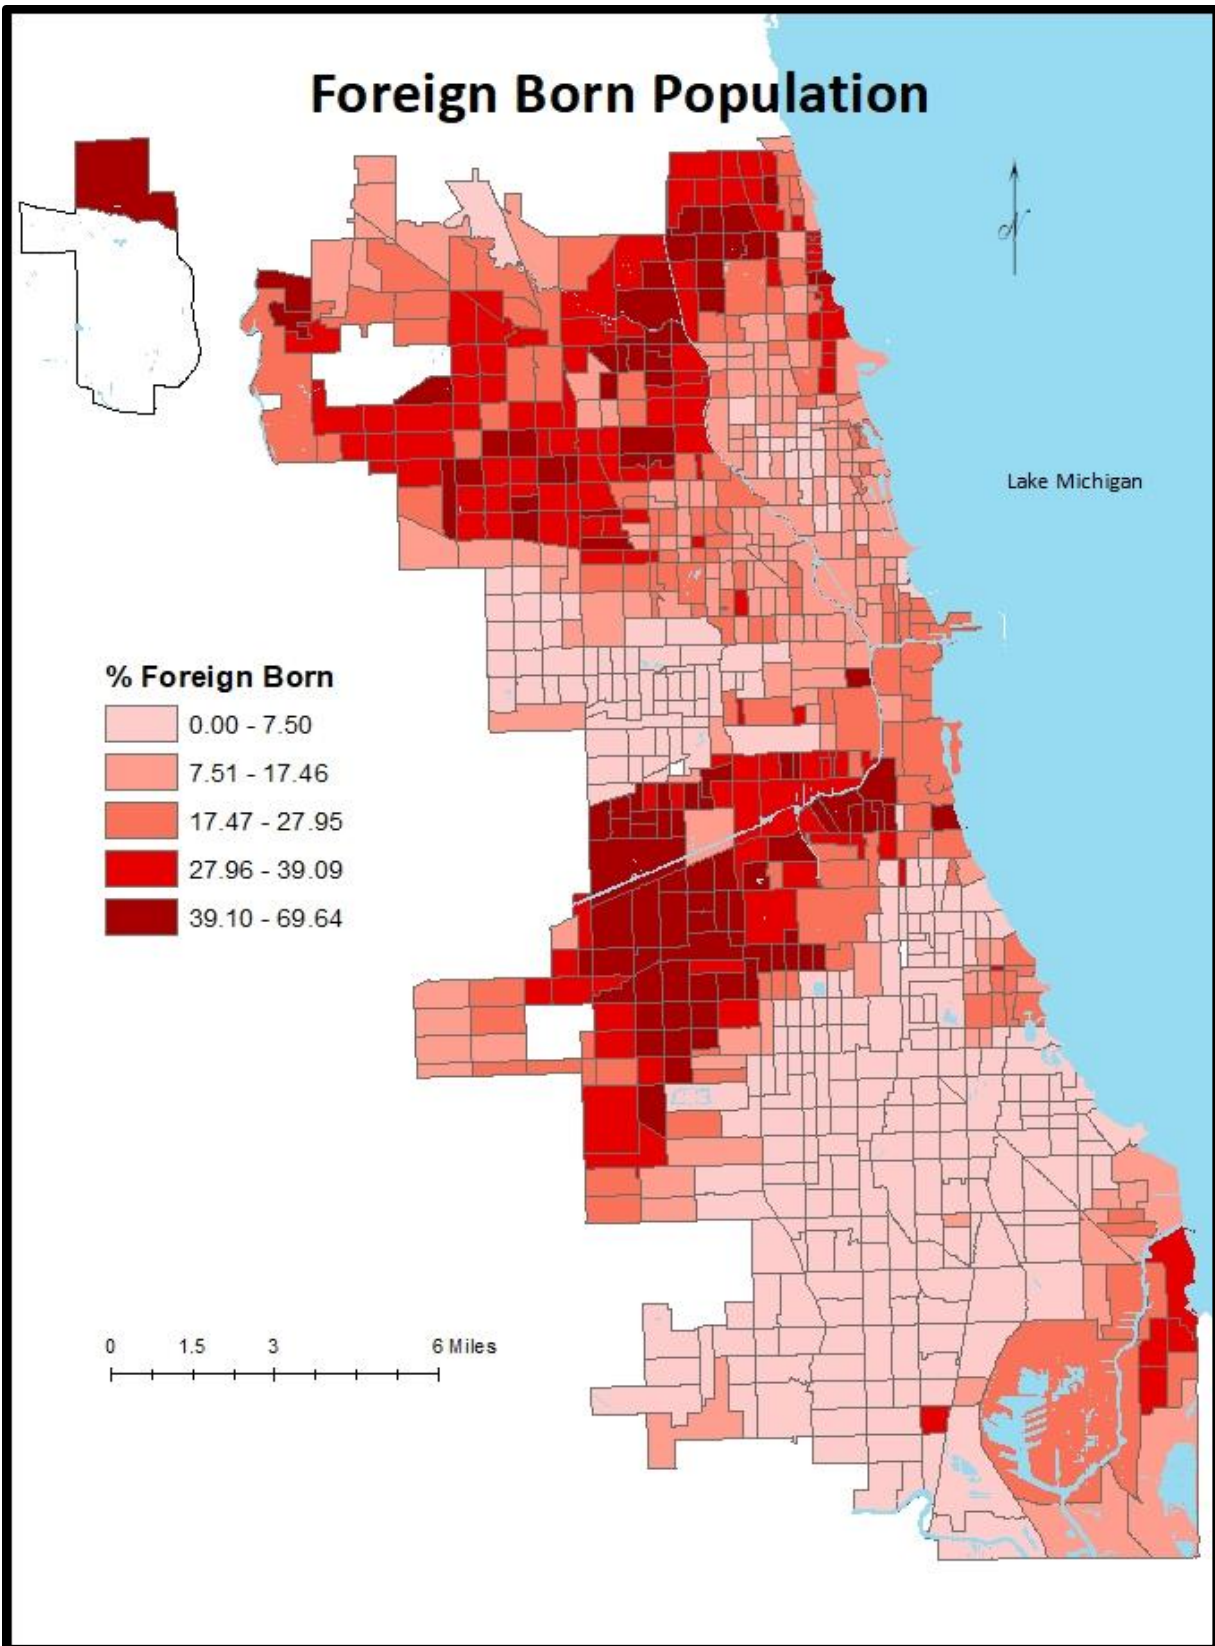 Foreign Born Population
N
Lake Michigan
% Foreign Born
0.00 - 7.50
7.51 - 17.46
17.47 - 27.95
27.96 - 39.09
39.10 - 69.64
0 1.5 3 6 Miles